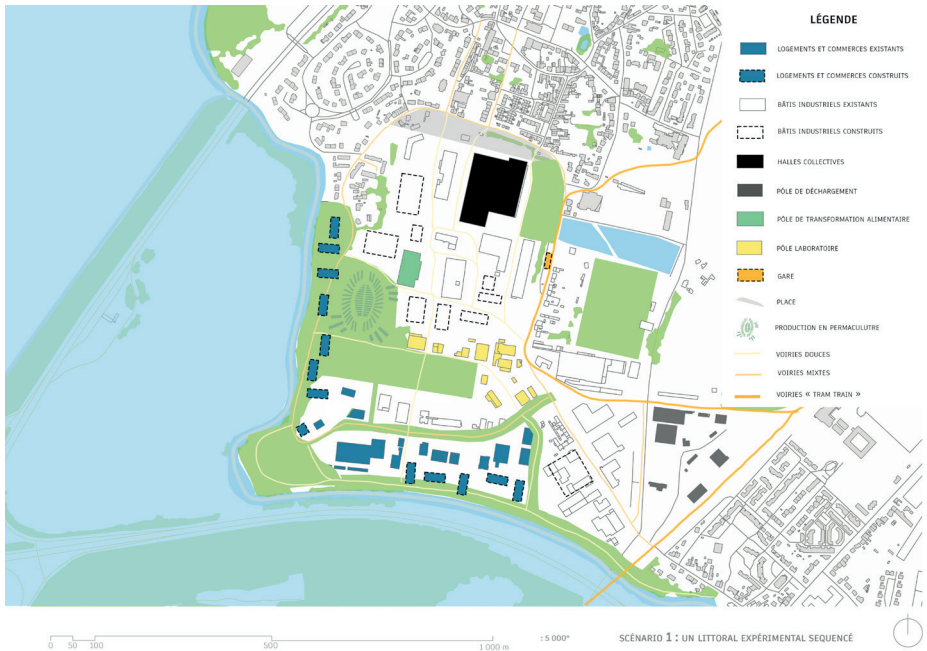 LÉGENDE
LOGEMENTS ET COMMERCES EXISTANTS
LOGEMENTS ET COMMERCES CONSTRUITS
BÂTIS INDUSTRIELS EXISTANTS
BÂTIS INDUSTRIELS CONSTRUITS
HALLES COLLECTIVES
PÔLE DE DÉCHARGEMENT
PÔLE DE TRANSFORMATION ALIMENTAIRE
PÔLE LABORATOIRE
GARE
PLACE
PRODUCTION EN PERMACULUTRE
VOIRIES DOUCES
VOIRIES MIXTES
VOIRIES « TRAM TRAIN »
0 50 100 500 1 000 m
: 5 000°
SCÉNARIO 1 : UN LITTORAL EXPÉRIMENTAL SEQUENCÉ